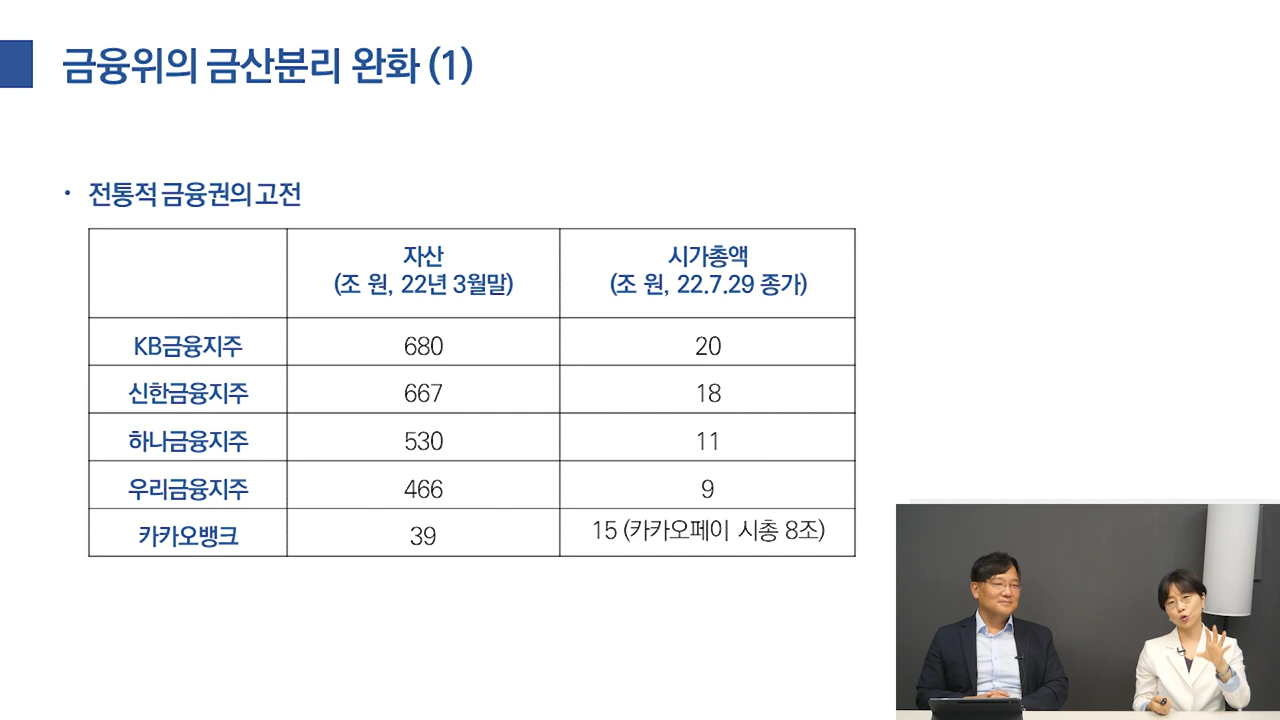 금융위의 금산분리 완화 (1)
• 전통적 금융권의 고전
자산 시가총액
(조 원, 22년 3월말) (조 원, 22.7.29 종가)
KB금융지주 680 20
신한금융지주 667 18
하나금융지주 530 11
우리금융지주 466 9
카카오뱅크 39 15 (카카오페이 시총 8조)